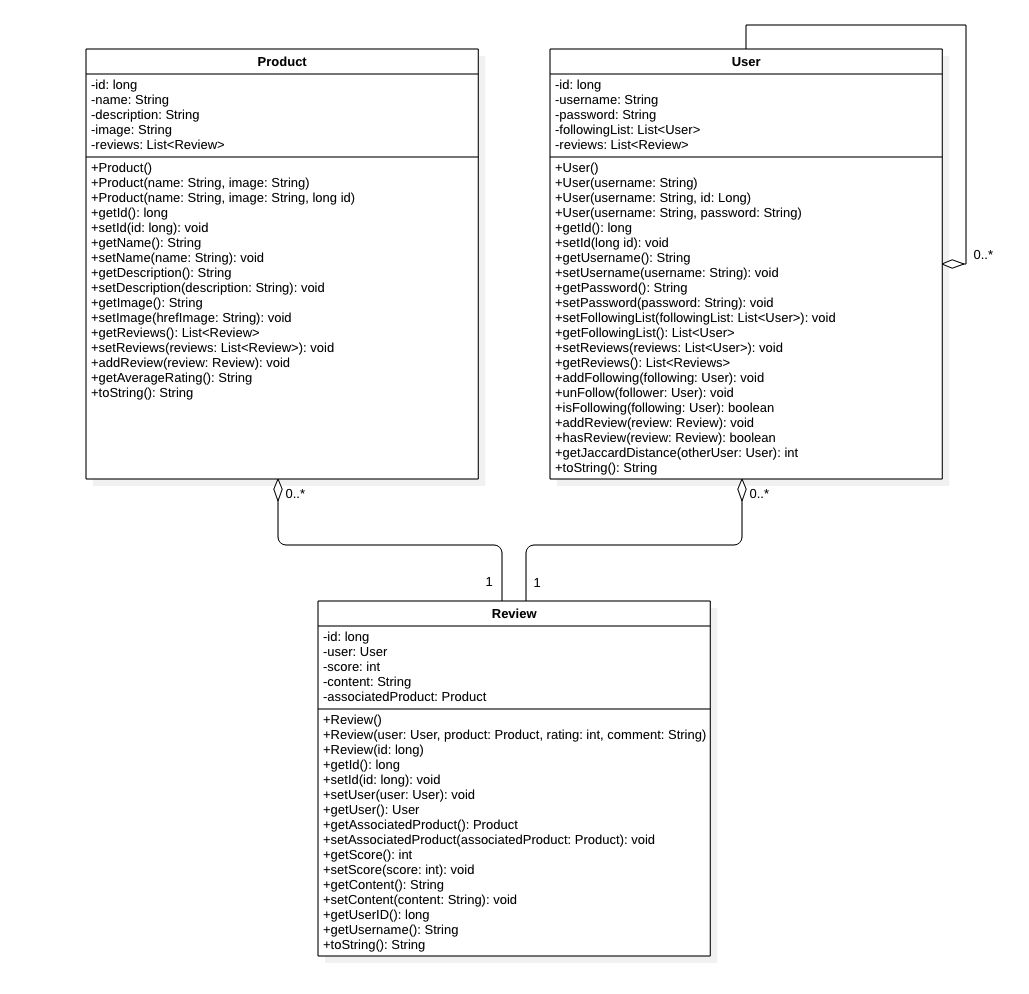 Product
-id: long
-name: String
-description: String
-image: String
-reviews: List<Review>
+Product()
+Product(name: String, image: String)
+Product(name: String, image: String, long id)
+getId(): long
+setId(id: long): void
+getName(): String
+setName(name: String): void
+getDescription(): String
+setDescription(description: String): void
+getImage(): String
+setImage(hrefImage: String): void
+getReviews(): List<Review>
+setReviews(reviews: List<Review>): void
+addReview(review: Review): void
+getAverageRating(): String
+toString(): String
0..*
User
-id: long
-username: String
-password: String
-followingList: List<User>
-reviews: List<Review>
+User()
+User(username: String)
+User(username: String, id: Long)
+User(username: String, password: String)
+getId(): long
+setId(long id): void
+getUsername(): String
+setUsername(username: String): void
+getPassword(): String
+setPassword(password: String): void
+setFollowingList(followingList: List<User>): void
+getFollowingList(): List<User>
+setReviews(reviews: List<User>): void
+getReviews(): List<Reviews>
+addFollowing(following: User): void
+unFollow(follower: User): void
+isFollowing(following: User): boolean
+addReview(review: Review): void
+hasReview(review: Review): boolean
+getJaccardDistance(otherUser: User): int
+toString(): String
0..*
0..*
1
1
Review
-id: long
-user: User
-score: int
-content: String
-associatedProduct: Product
+Review()
+Review(user: User, product: Product, rating: int, comment: String)
+Review(id: long)
+getId(): long
+setId(id: long): void
+setUser(user: User): void
+getUser(): User
+getAssociatedProduct(): Product
+setAssociatedProduct(associatedProduct: Product): void
+getScore(): int
+setScore(score: int): void
+getContent(): String
+setContent(content: String): void
+getUserID(): long
+getUsername(): String
+toString(): String